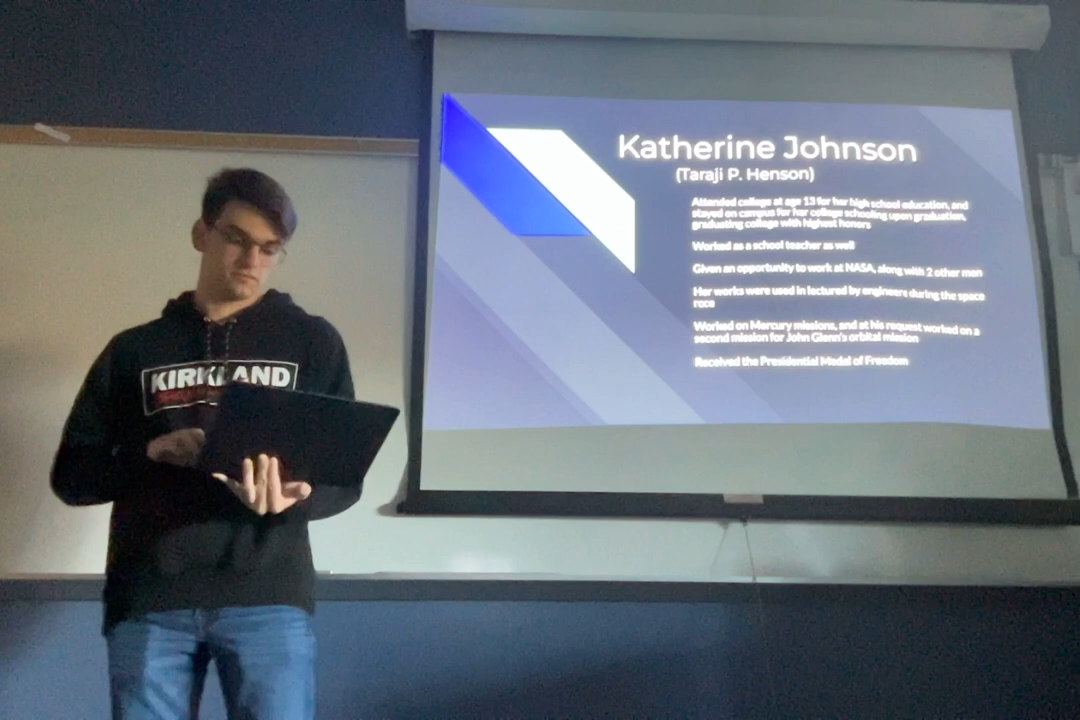 KIRKLAND
Katherine Johnson
(Taraji P. Henson)
Attended college at age 13 for her high school education, and
stayed on campus for her college schooling upon graduation,
graduating college with highest honors
Worked as a school teacher as well
Given an opportunity to work at NASA, along with 2 other men
Her works were used in lectured by engineers during the space
race
Worked on Mercury missions, and at his request worked on a
second mission for John Glenn's orbital mission
Received the Presidential Medal of Freedom